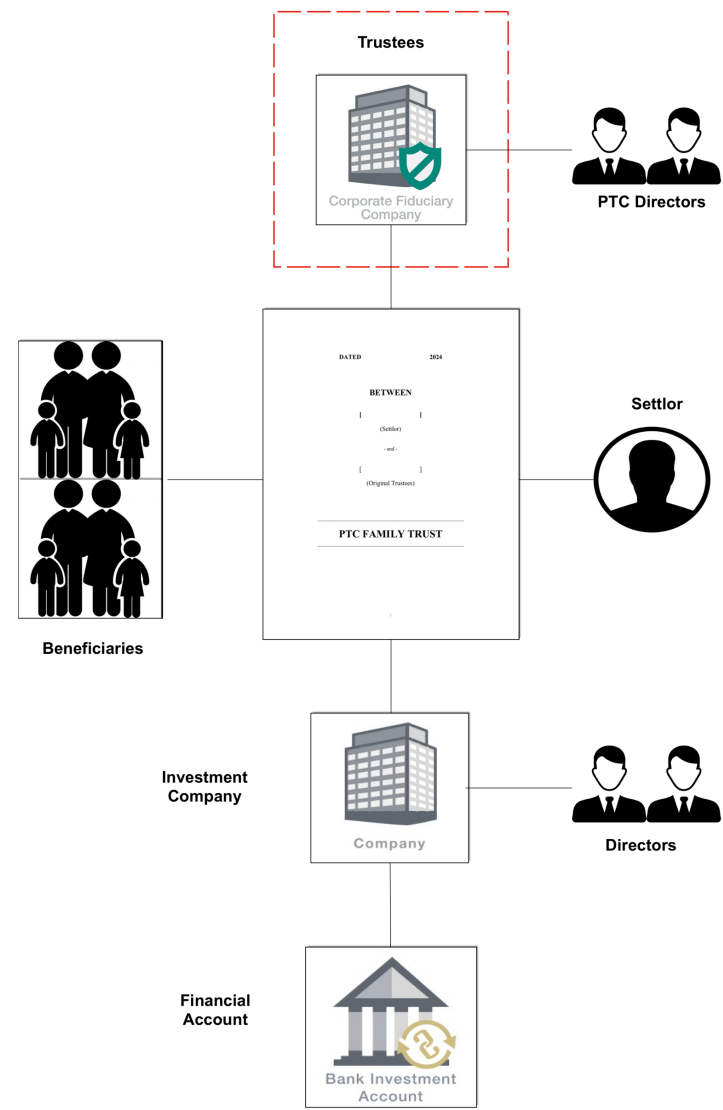 Trustees
Corporate Fiduciary
Company
PTC Directors
DATED 2024
BETWEEN
[ ]
(Settlor)
- and -
[ ]
(Original Trustees)
PTC FAMILY TRUST
Settlor
Beneficiaries
Investment
Company
Company
Directors
Financial
Account
Bank Investment
Account